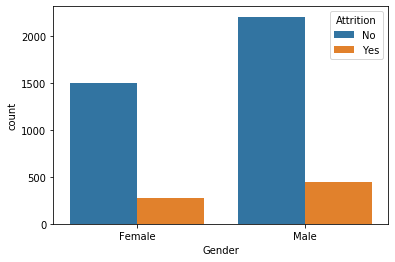 Attrition
No
Yes
2000
1500
1000
500
0
count
Female
Male
Gender